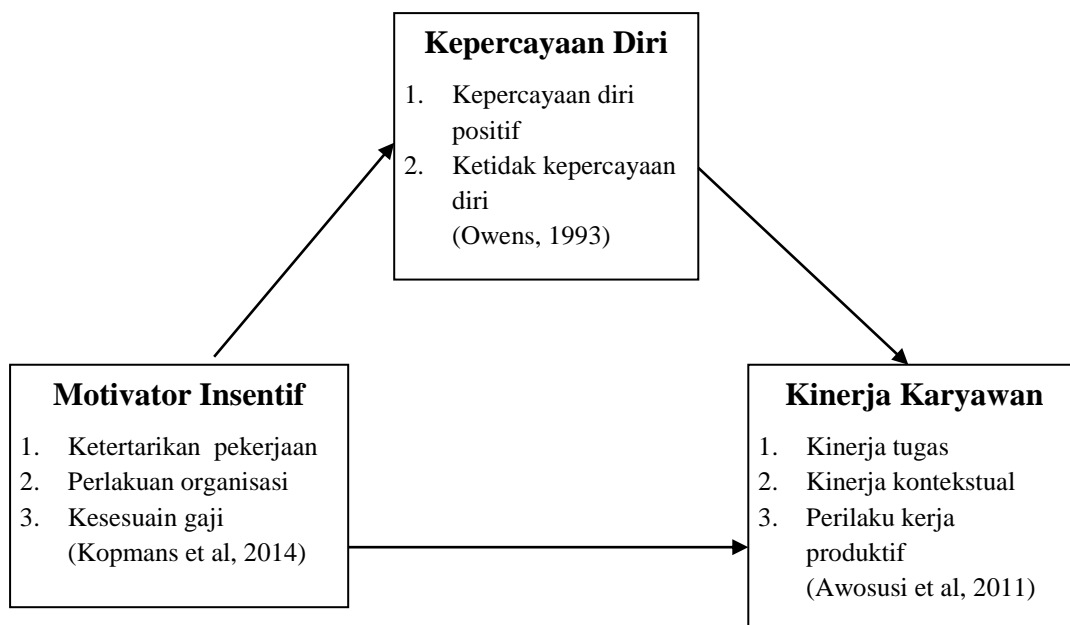 Kepercayaan Diri
1. Kepercayaan diri
positif
2. Ketidak kepercayaan
diri
(Owens, 1993)
Motivator Insentif
1. Ketertarikan pekerjaan
2. Perlakuan organisasi
3. Kesesuain gaji
(Kopmans et al, 2014)
Kinerja Karyawan
1. Kinerja tugas
2. Kinerja kontekstual
3. Perilaku kerja
produktif
(Awosusi et al, 2011)